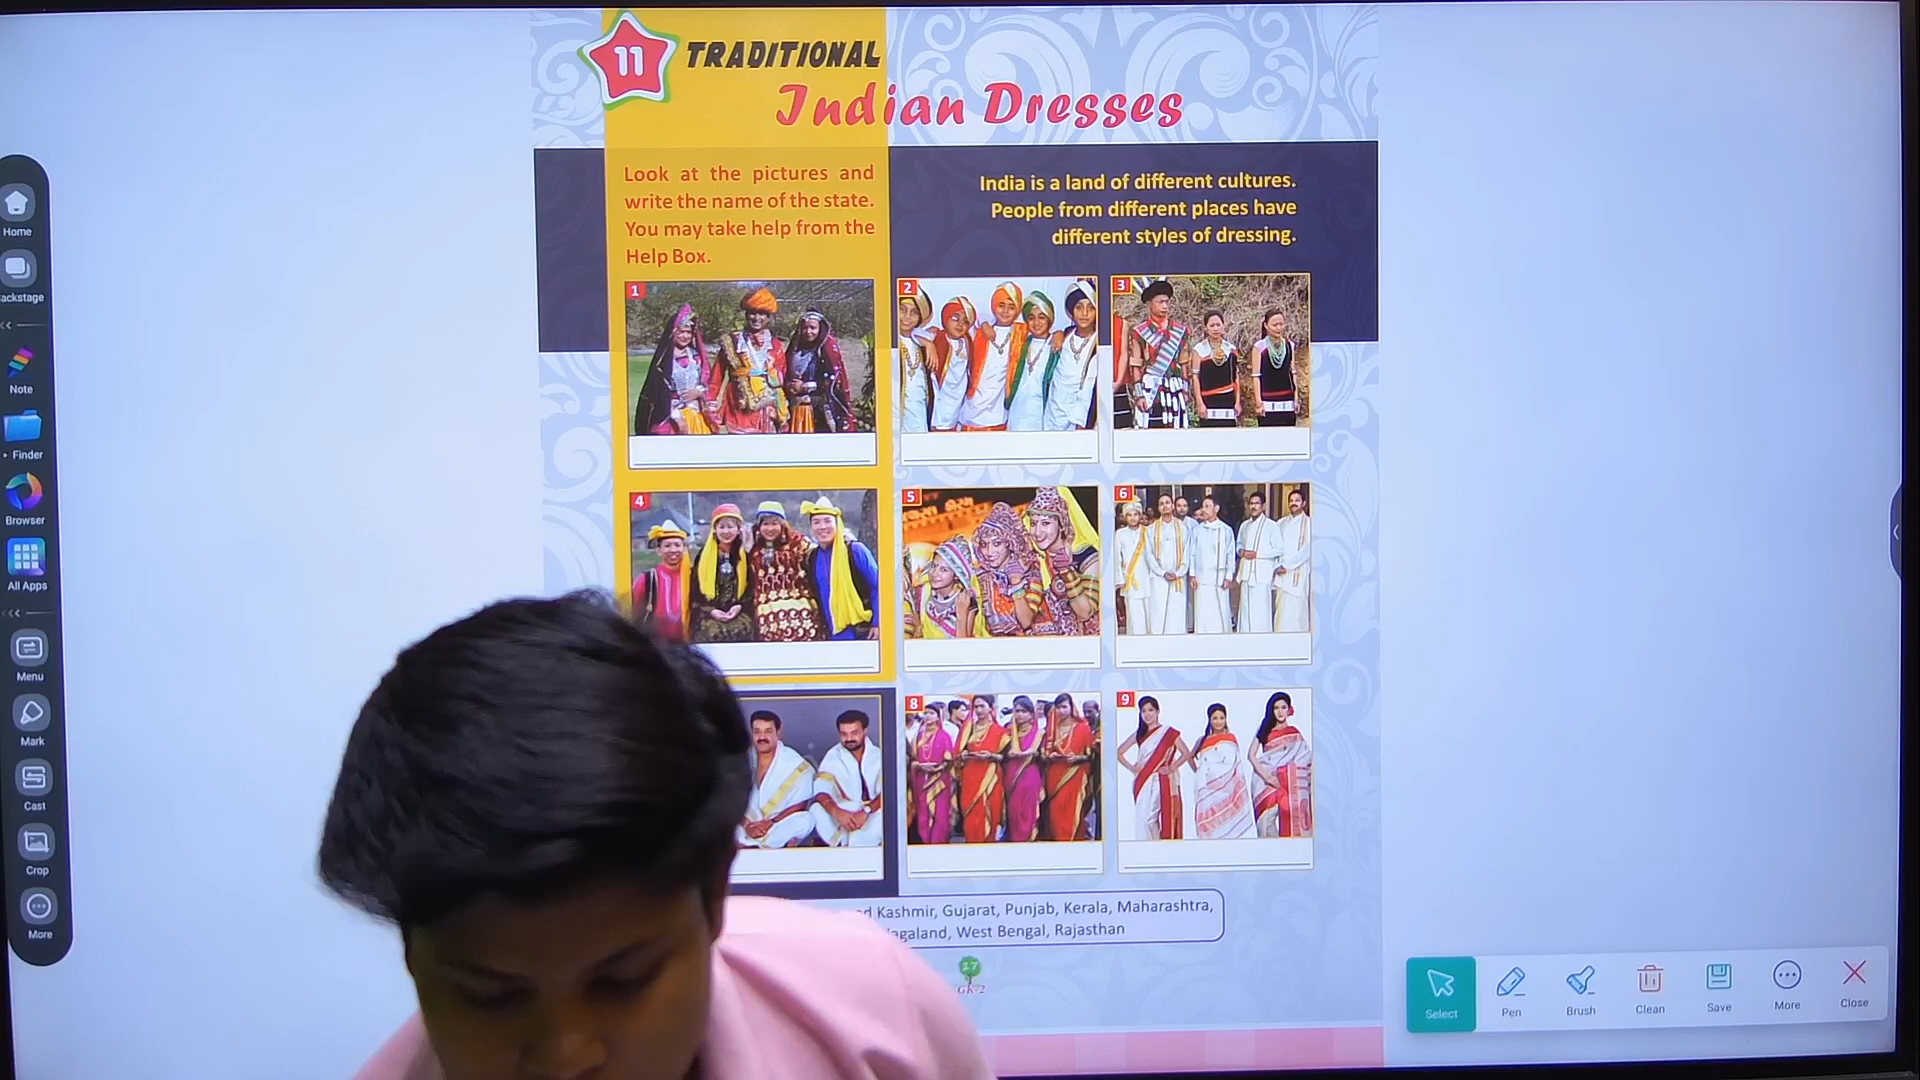 11
TRADITIONAL
Indian Dresses
Look at the pictures and
write the name of the state.
You may take help from the
Help Box.
India is a land of different cultures.
People from different places have
different styles of dressing.
1
2
3
4
5
6
8
9
Kashmir, Gujarat, Punjab, Kerala, Maharashtra,
West Bengal, Rajasthan
27
GK-2
Home
Note
Finder
Browser
All Apps
Menu
Mark
Cast
Crop
More
Select
Pen
Brush
Clean
Save
More
Close